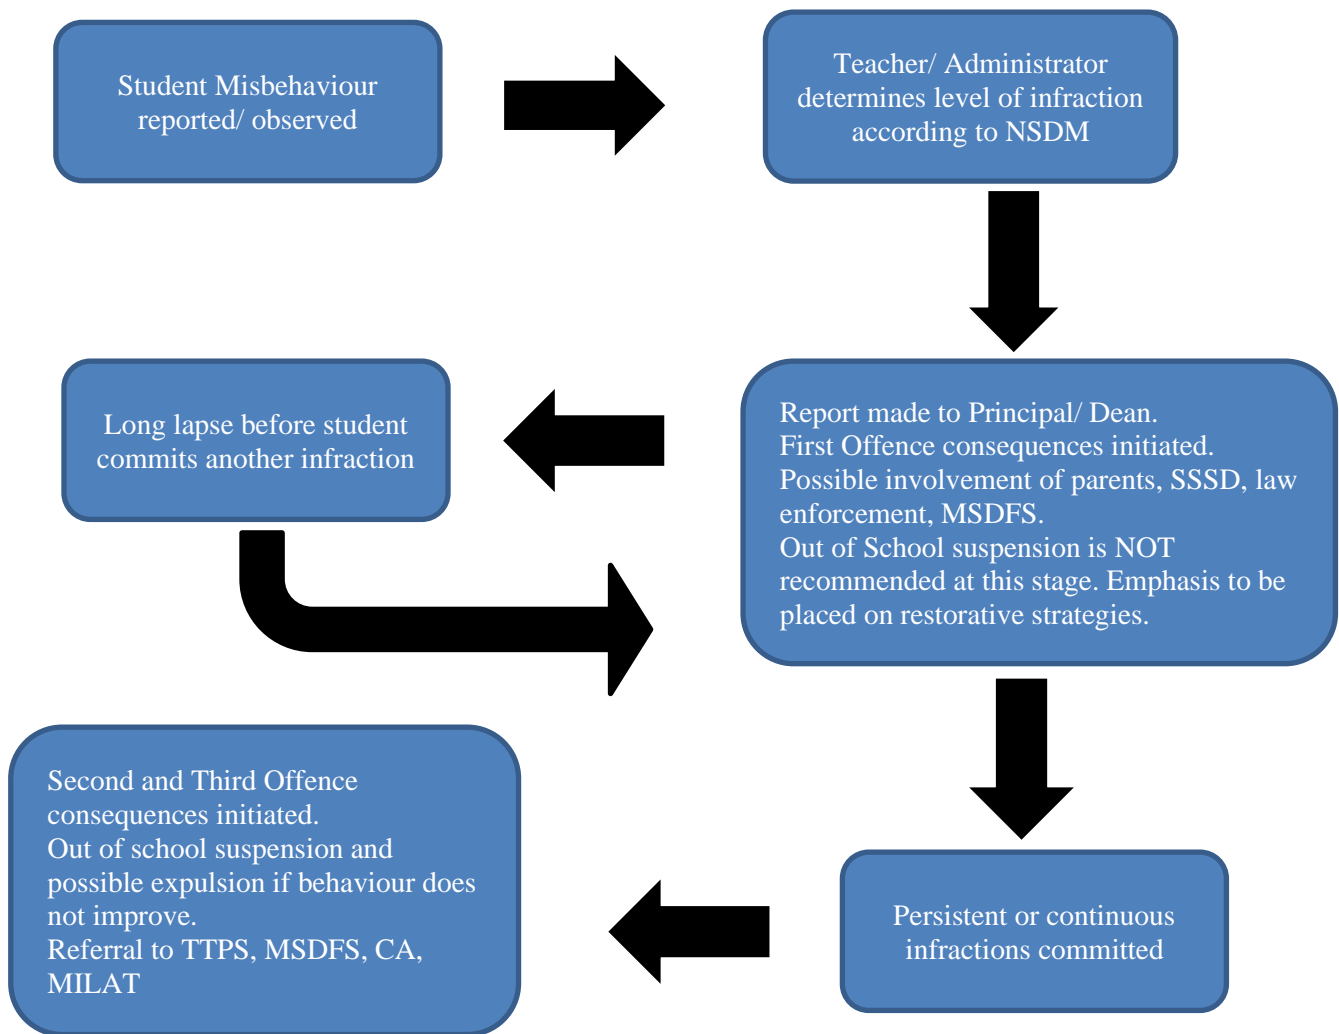 Student Misbehaviour
reported/ observed
Teacher/ Administrator
determines level of infraction
according to NSDM
Report made to Principal/ Dean.
First Offence consequences initiated.
Possible involvement of parents, SSSD, law
enforcement, MSDFS.
Out of School suspension is NOT
recommended at this stage. Emphasis to be
placed on restorative strategies.
Long lapse before student
commits another infraction
Persistent or continuous
infractions committed
Second and Third Offence
consequences initiated.
Out of school suspension and
possible expulsion if behaviour does
not improve.
Referral to TTPS, MSDFS, CA,
MILAT